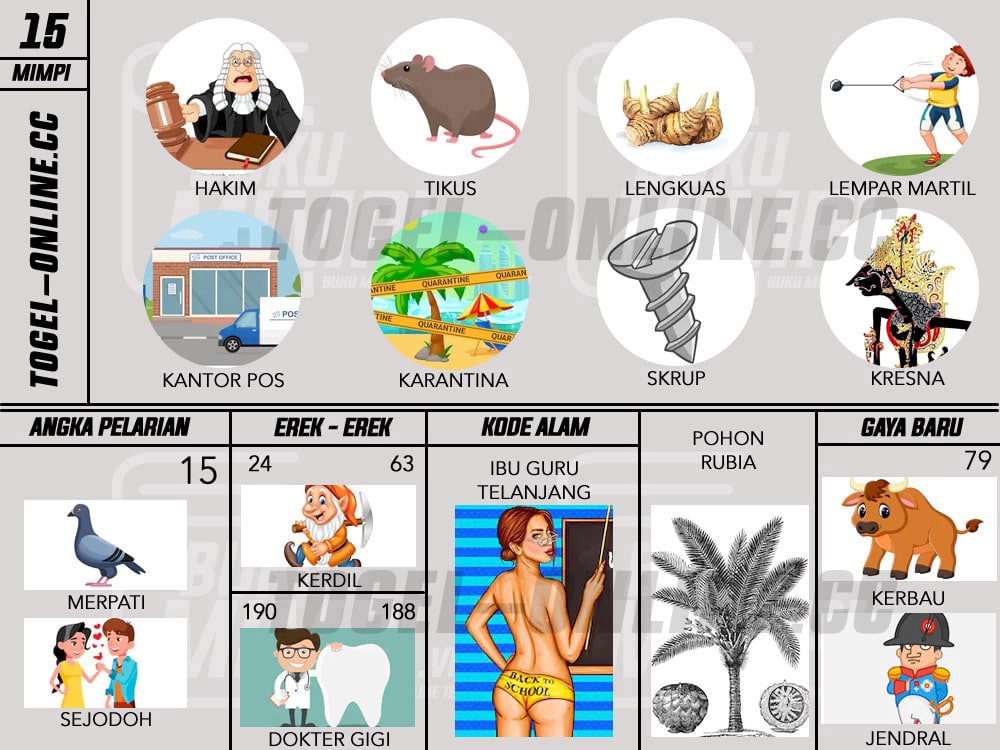 15
MIMPI
TOGEL-ONLINE.CC
HAKIM
TIKUS
LENGKUAS
LEMPAR MARTIL
TOGEL-ONLINE.CC
POST OFFICE
POS
QUARANTINE
QUARANTINE
KANTOR POS
KARANTINA
SKRUP
KRESNA
ANGKA PELARIAN
EREK - EREK
KODE ALAM
GAYA BARU
15
MERPATI
SEJODOH
24
63
KERDIL
190
188
DOKTER GIGI
IBU GURU
TELANJANG
BACK TO
SCHOOL
POHON
RUBIA
79
KERBAU
JENDRAL
TOGEL-ONLINE.CC